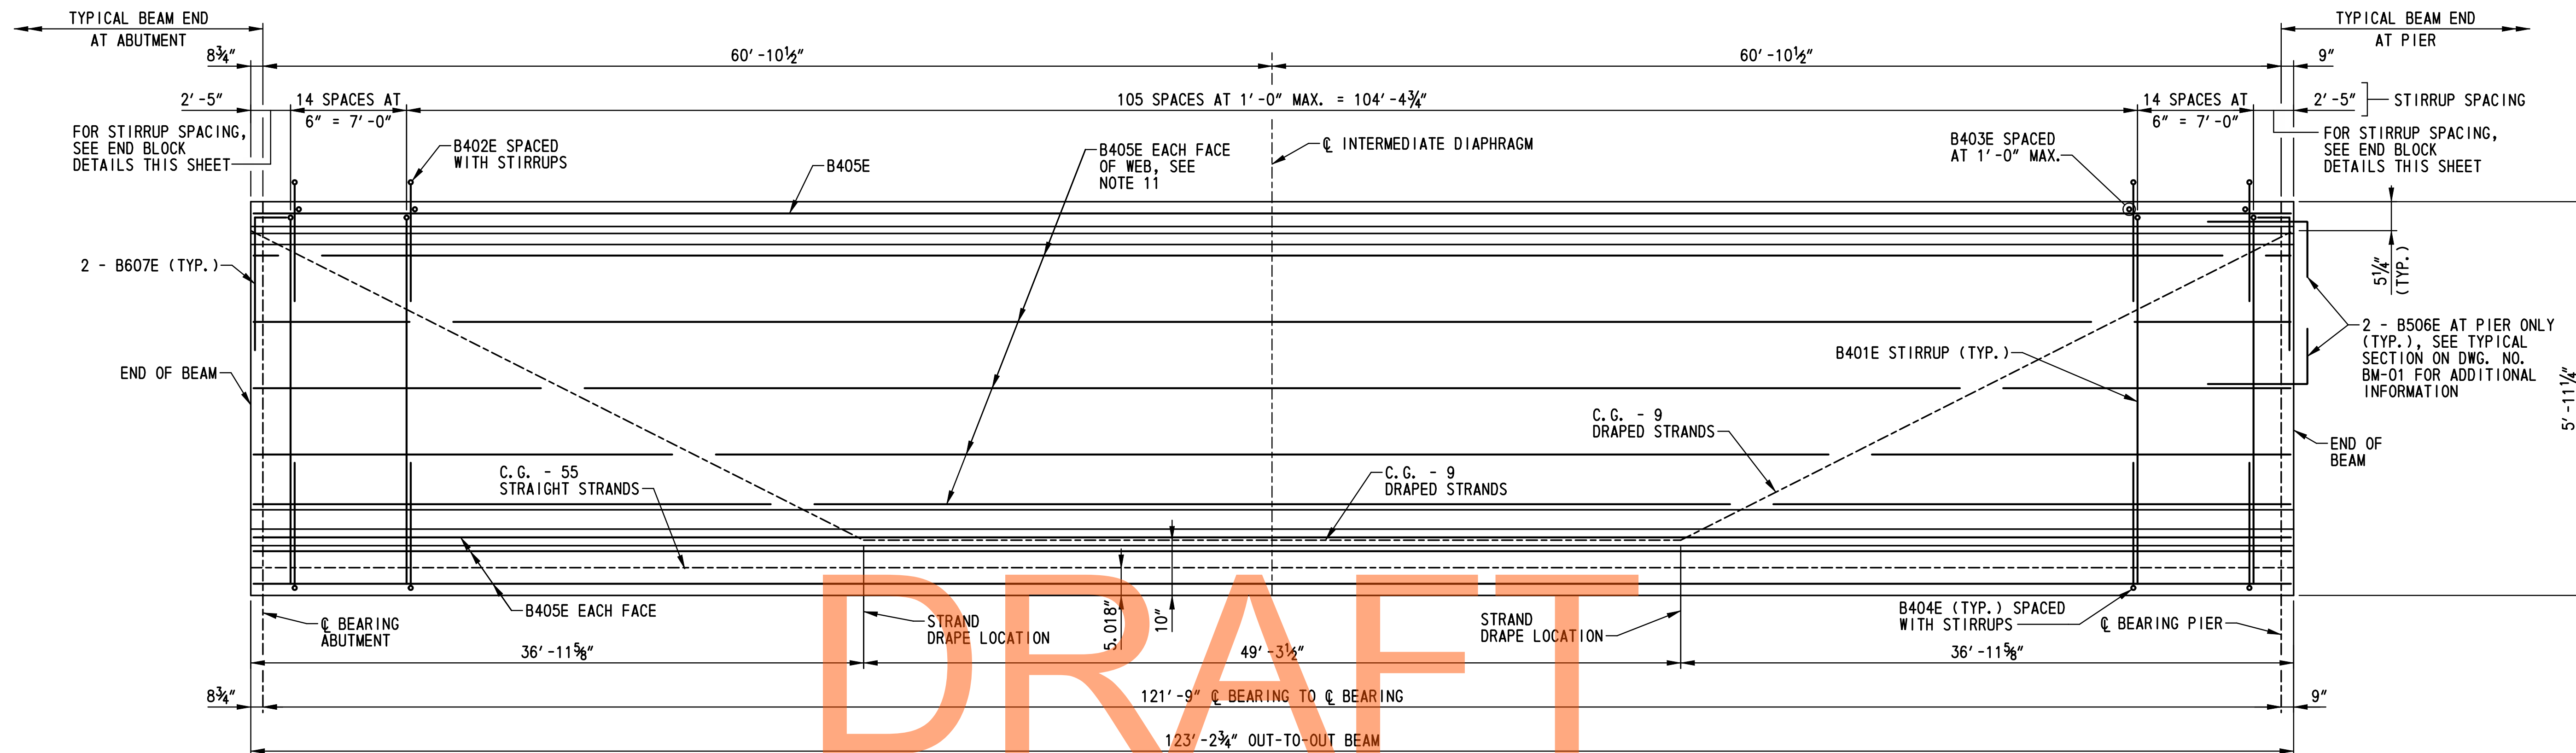 TYPICAL BEAM END
AT ABUTMENT
TYPICAL BEAM END
AT PIER
8¾"
60'-10½"
60'-10½"
9"
2'-5"
14 SPACES AT
6" = 7'-0"
105 SPACES AT 1'-0" MAX. = 104'-4¾"
14 SPACES AT
6" = 7'-0"
2'-5"
STIRRUP SPACING
FOR STIRRUP SPACING,
SEE END BLOCK
DETAILS THIS SHEET
B402E SPACED
WITH STIRRUPS
B405E
B405E EACH FACE
OF WEB, SEE
NOTE 11
℄ INTERMEDIATE DIAPHRAGM
B403E SPACED
AT 1'-0" MAX.
FOR STIRRUP SPACING,
SEE END BLOCK
DETAILS THIS SHEET
2 - B607E (TYP.)
5¼"
(TYP.)
END OF BEAM
B401E STIRRUP (TYP.)
2 - B506E AT PIER ONLY
(TYP.), SEE TYPICAL
SECTION ON DWG. NO.
BM-01 FOR ADDITIONAL
INFORMATION
5'-11¼"
C.G. - 55
STRAIGHT STRANDS
C.G. - 9
DRAPED STRANDS
C.G. - 9
DRAPED STRANDS
END OF
BEAM
B405E EACH FACE
℄ BEARING
ABUTMENT
STRAND
DRAPE LOCATION
5.018"
10"
STRAND
DRAPE LOCATION
B404E (TYP.) SPACED
WITH STIRRUPS
℄ BEARING PIER
36'-11⅝"
49'-3½"
36'-11⅝"
8¾"
121'-9" ℄ BEARING TO ℄ BEARING
9"
123'-2¾" OUT-TO-OUT BEAM
DRAFT